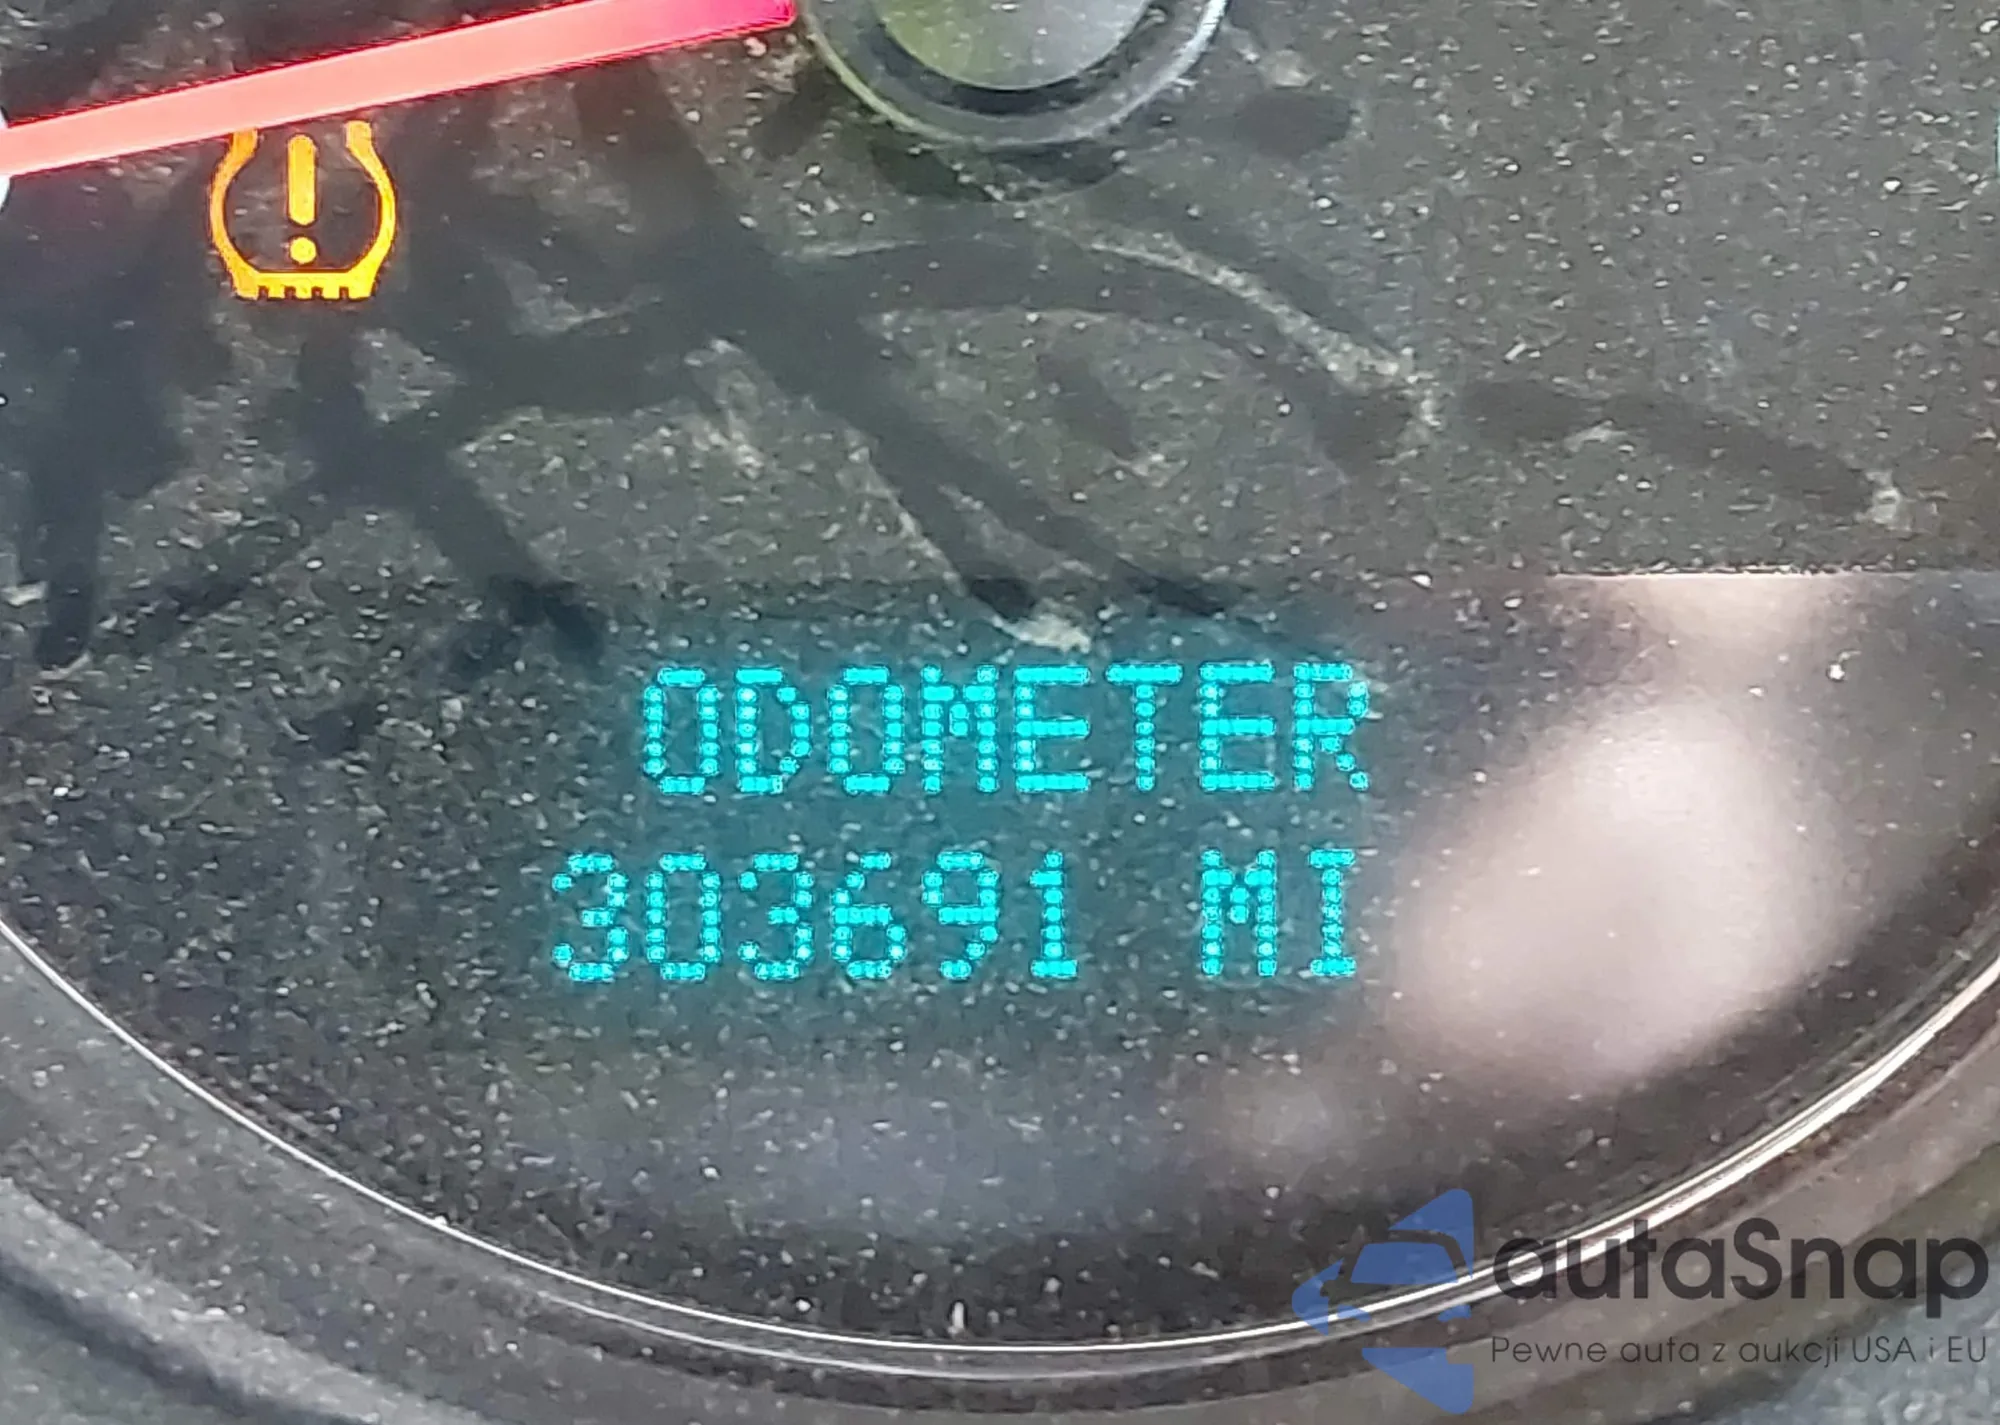 ODOMETER
303691 MI
autaSnap
Pewne auta z aukcji USA i EU